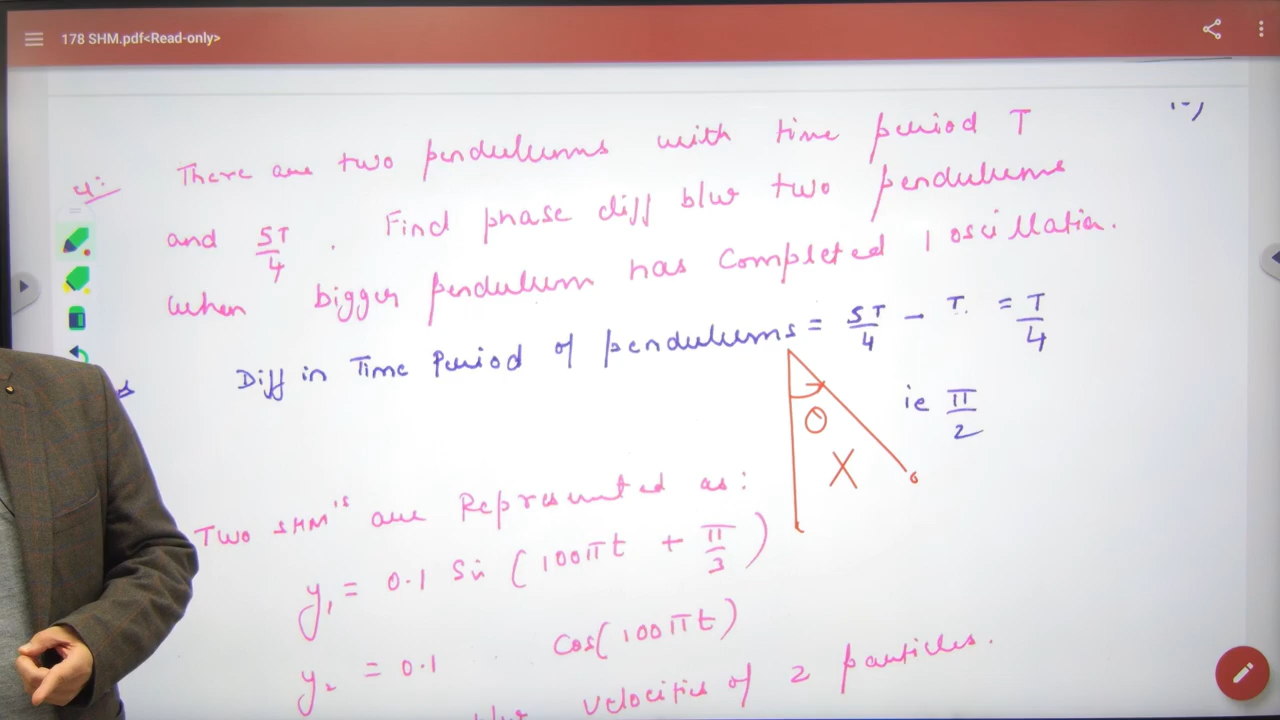 178 SHM.pdf<Read-only>
4:
There are two pendulums with time period T
and 5T/4 . Find phase diff b/w two pendulums
when bigger pendulum has completed 1 oscillation.
Diff in Time Period of pendulums = 5T/4 - T = T/4
ie π/2
θ
X
Two SHM's are Represented as:
y₁ = 0.1 Sin (100πt + π/3)
y₂ = 0.1 cos(100πt)
velocities of 2 particles.